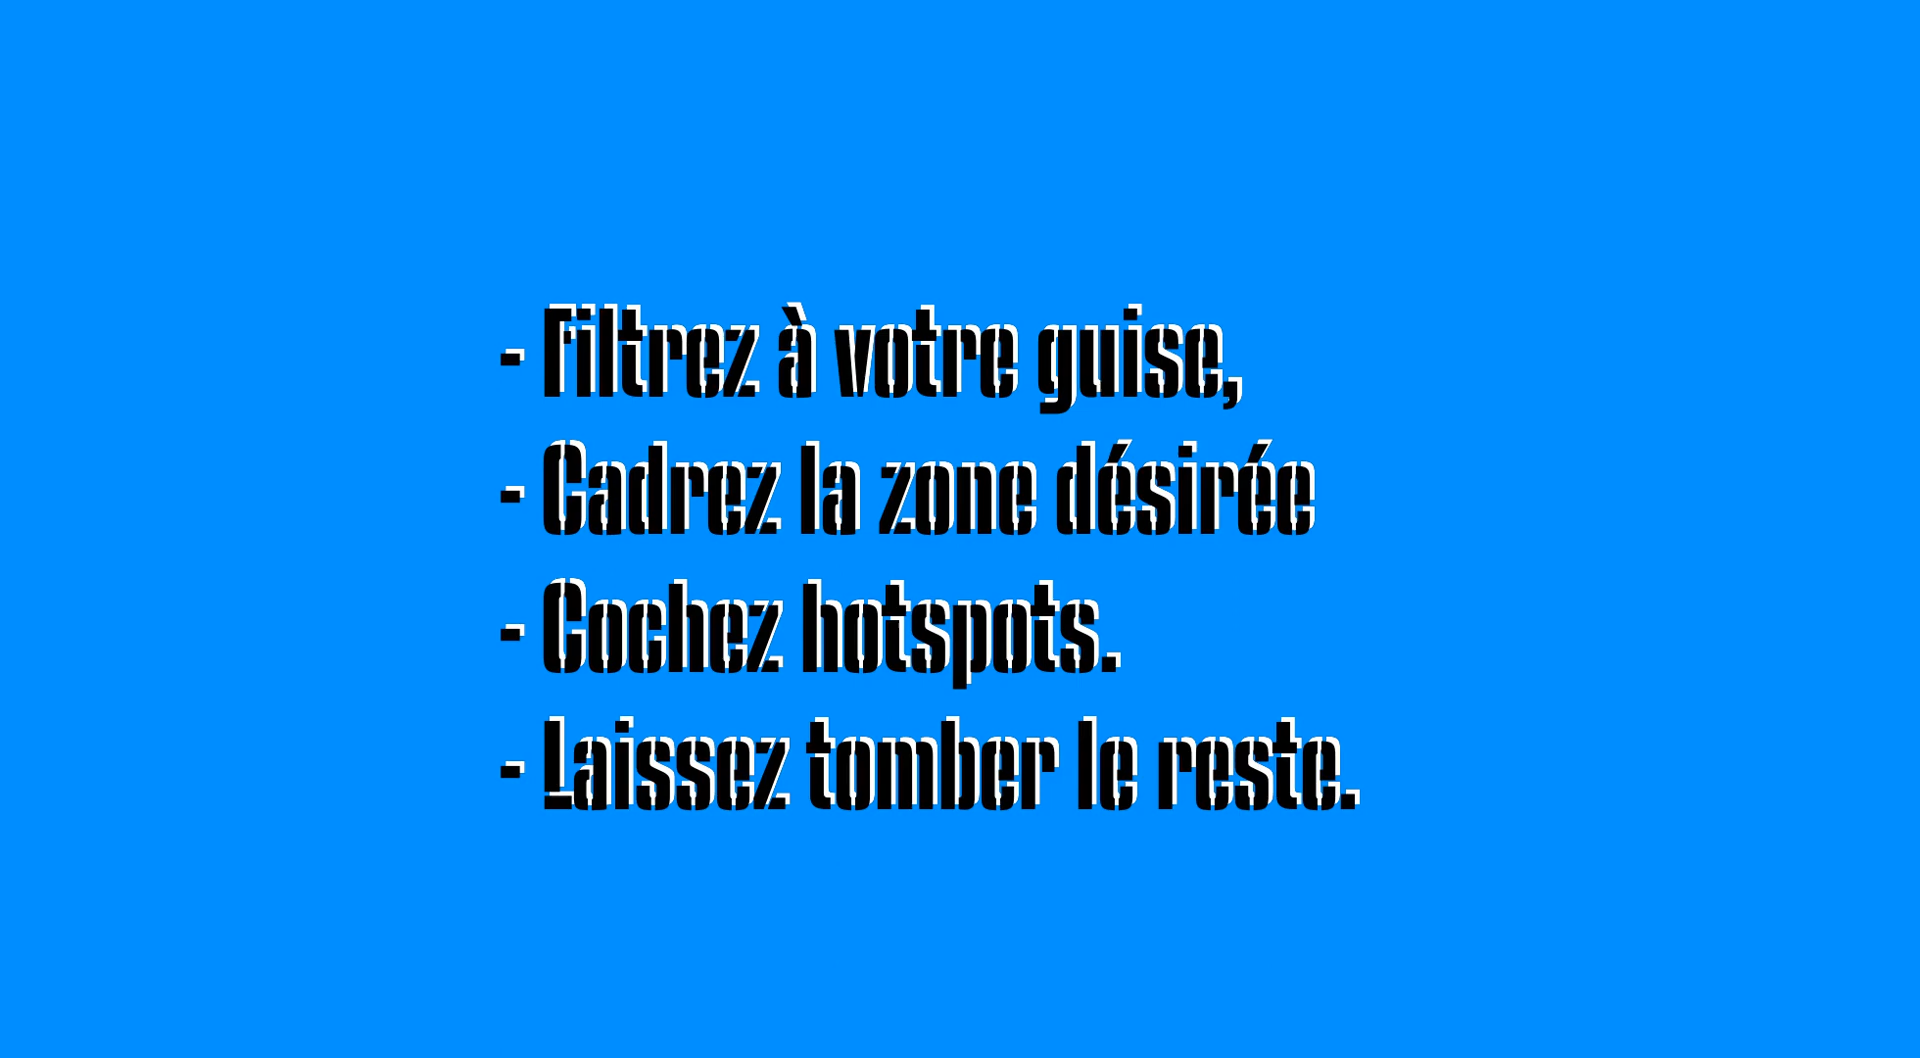 - Filtrez à votre guise,
- Cadrez la zone désirée
- Cochez hotspots.
- Laissez tomber le reste.